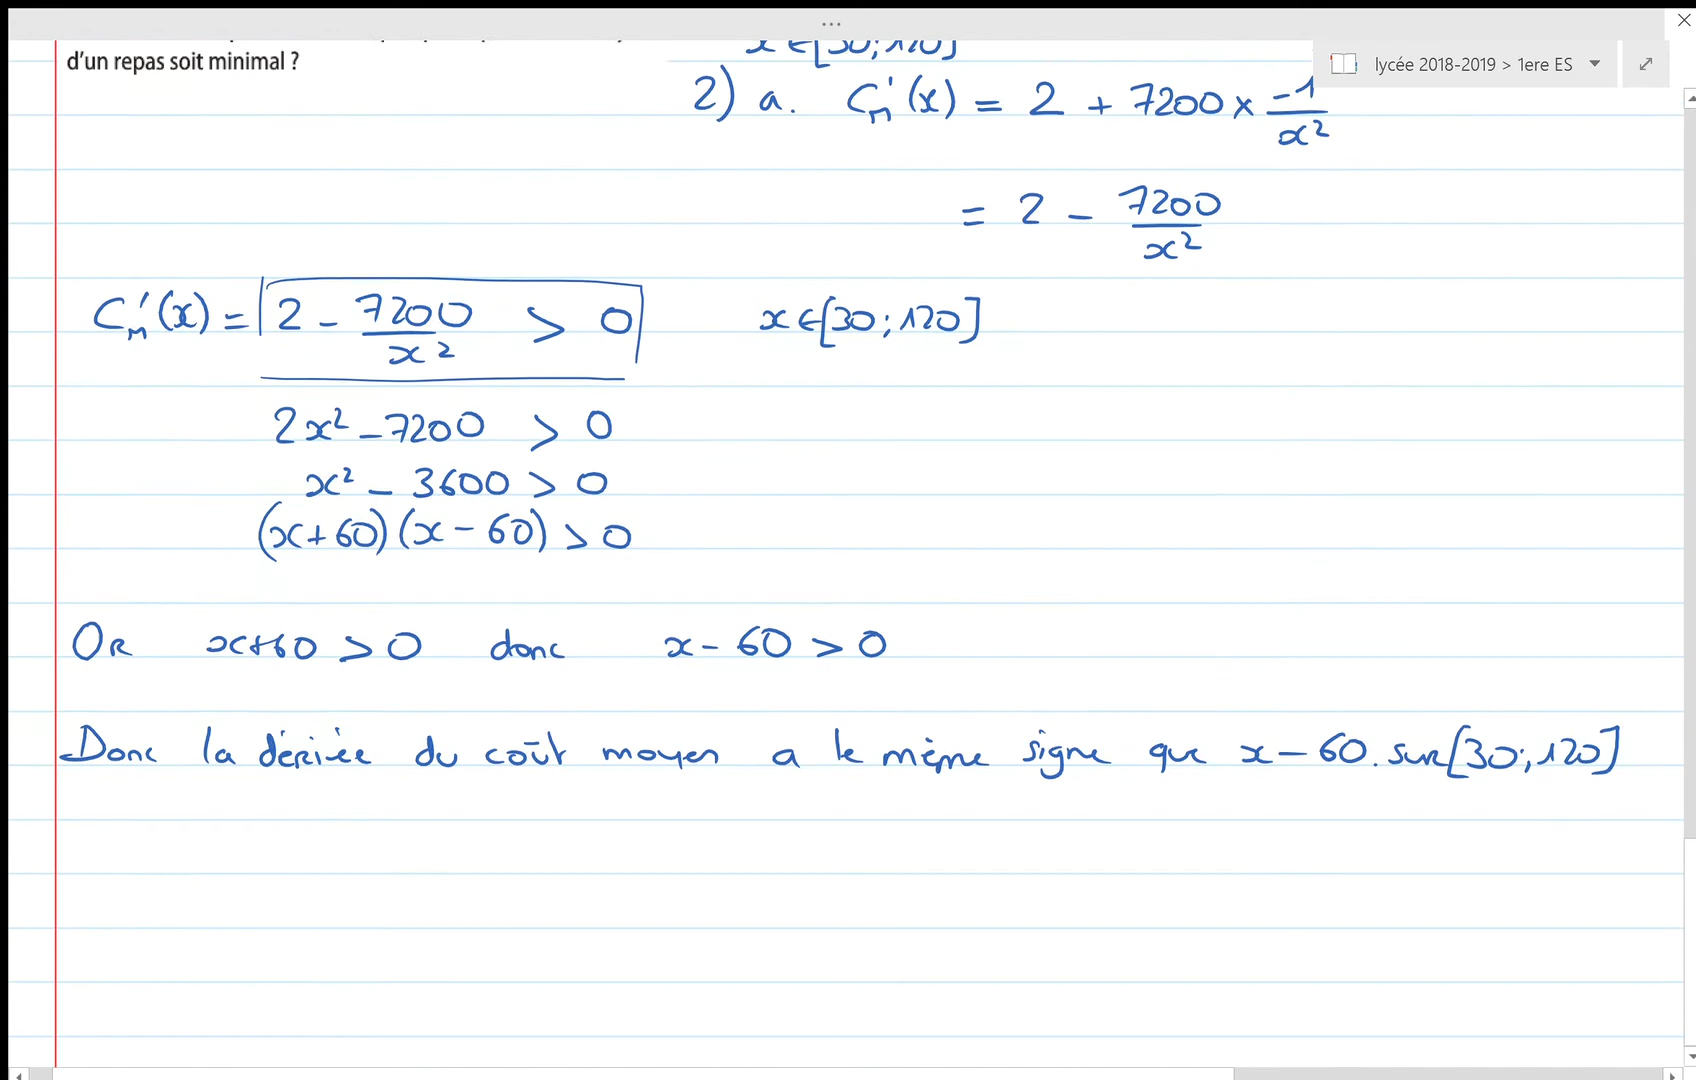 d'un repas soit minimal ?
x ∈ [30 ; 120]
lycée 2018-2019 > 1ere ES
2) a. C'm(x) = 2 + 7200 × -1/x²
= 2 - 7200/x²
C'm(x) = 2 - 7200/x² > 0 x ∈ [30 ; 120]
2x² - 7200 > 0
x² - 3600 > 0
(x + 60)(x - 60) > 0
Or x+60 > 0 donc x - 60 > 0
Donc la dérivée du coût moyen a le même signe que x - 60. sur [30 ; 120]